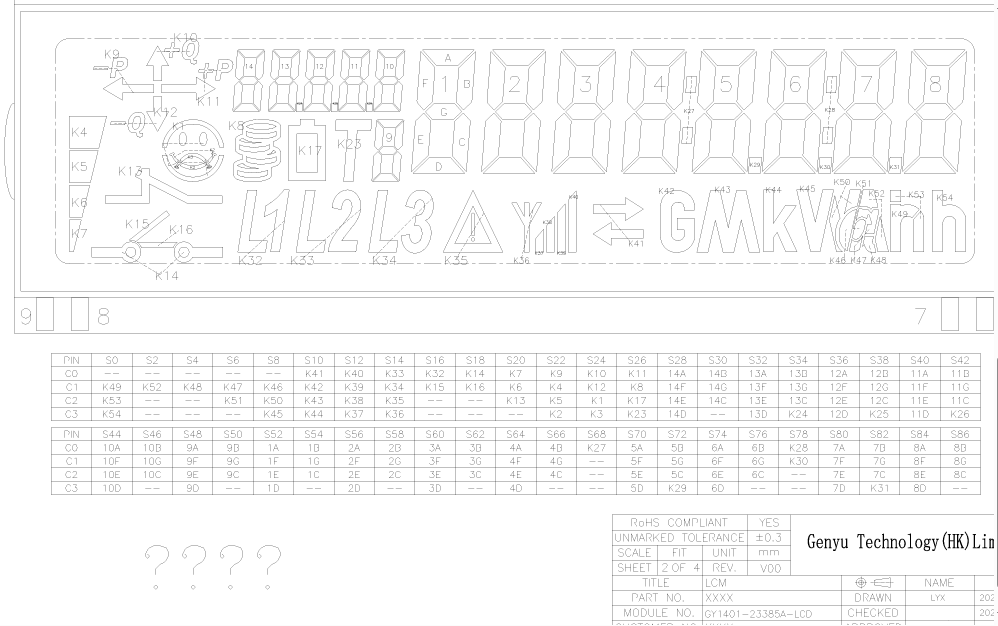 K10
K9 +Q
-P +P
14 13 12 11 10
A
F 1 B 2 3 4 5 6 7 8
K11
K12
-Q K1 K8
K27 K28
G
K4
9
E C
K17 K23
K5 K13
D K29 K30 K31
K6
K7 K15 K16
K14
L1 L2 L3 !
K32 K33 K34 K35 K36
K41
K42 K43 K44 K45 K50 K51 K52 K53 K54
GMkVWAinh
K49
K46 K47 K48
9 8 7
PIN S0 S2 S4 S6 S8 S10 S12 S14 S16 S18 S20 S22 S24 S26 S28 S30 S32 S34 S36 S38 S40 S42
C0 -- -- -- -- -- K41 K40 K33 K32 K14 K7 K9 K10 K11 14A 14B 13A 13B 12A 12B 11A 11B
C1 K49 K52 K48 K47 K46 K42 K39 K34 K15 K16 K6 K4 K12 K8 14F 14G 13F 13G 12F 12G 11F 11G
C2 K53 -- -- K51 K50 K43 K38 K35 -- -- K13 K5 K1 K17 14E 14C 13E 13C 12E 12C 11E 11C
C3 K54 -- -- -- K45 K44 K37 K36 -- -- -- K2 K3 K23 14D -- 13D K24 12D K25 11D K26
PIN S44 S46 S48 S50 S52 S54 S56 S58 S60 S62 S64 S66 S68 S70 S72 S74 S76 S78 S80 S82 S84 S86
C0 10A 10B 9A 9B 1A 1B 2A 2B 3A 3B 4A 4B K27 5A 5B 6A 6B K28 7A 7B 8A 8B
C1 10F 10G 9F 9G 1F 1G 2F 2G 3F 3G 4F 4G -- 5F 5G 6F 6G K30 7F 7G 8F 8G
C2 10E 10C 9E 9C 1E 1C 2E 2C 3E 3C 4E 4C -- 5E 5C 6E 6C -- 7E 7C 8E 8C
C3 10D -- 9D -- 1D -- 2D -- 3D -- 4D -- -- 5D K29 6D -- -- 7D K31 8D --
? ? ? ?
RoHS COMPLIANT YES
UNMARKED TOLERANCE ±0.3
Genyu Technology(HK)Lim
SCALE FIT UNIT mm
SHEET 2 OF 4 REV. V00
TITLE LCM NAME
PART NO. XXXX DRAWN LYX 202
MODULE NO. GY1401-23385A-LCD CHECKED 202